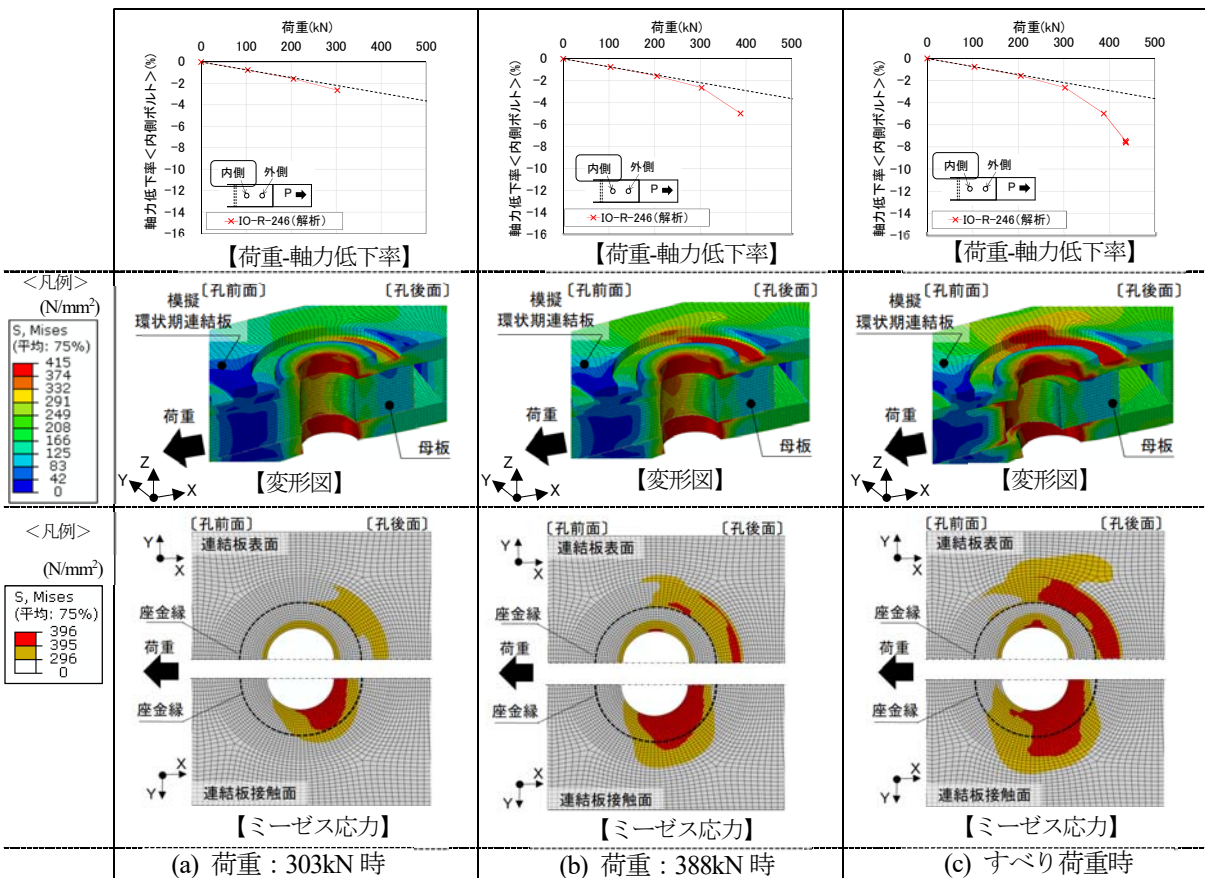 荷重(kN)
0 100 200 300 400 500
0
-2
-4
-6
-8
-10
-12
-14
-16
軸力低下率<内側ボルト>(%)
内側 外側
P
IO-R-246(解析)
【荷重-軸力低下率】
荷重(kN)
0 100 200 300 400 500
0
-2
-4
-6
-8
-10
-12
-14
-16
軸力低下率<内側ボルト>(%)
内側 外側
P
IO-R-246(解析)
【荷重-軸力低下率】
荷重(kN)
0 100 200 300 400 500
0
-2
-4
-6
-8
-10
-12
-14
-16
軸力低下率<内側ボルト>(%)
内側 外側
P
IO-R-246(解析)
【荷重-軸力低下率】
<凡例>
(N/mm²)
S, Mises
(平均: 75%)
415
374
332
291
249
208
166
125
83
42
0
〔孔前面〕 〔孔後面〕
模擬
環状期連結板
荷重
母板
Z
Y X
【変形図】
〔孔前面〕 〔孔後面〕
模擬
環状期連結板
荷重
母板
Z
Y X
【変形図】
〔孔前面〕 〔孔後面〕
模擬
環状期連結板
荷重
母板
Z
Y X
【変形図】
<凡例>
(N/mm²)
S, Mises
(平均: 75%)
396
395
296
0
〔孔前面〕 〔孔後面〕
連結板表面
Y
X
座金縁
荷重
座金縁
X
Y
連結板接触面
【ミーゼス応力】
〔孔前面〕 〔孔後面〕
連結板表面
Y
X
座金縁
荷重
座金縁
X
Y
連結板接触面
【ミーゼス応力】
〔孔前面〕 〔孔後面〕
連結板表面
Y
X
座金縁
荷重
座金縁
X
Y
連結板接触面
【ミーゼス応力】
(a) 荷重：303kN 時
(b) 荷重：388kN 時
(c) すべり荷重時